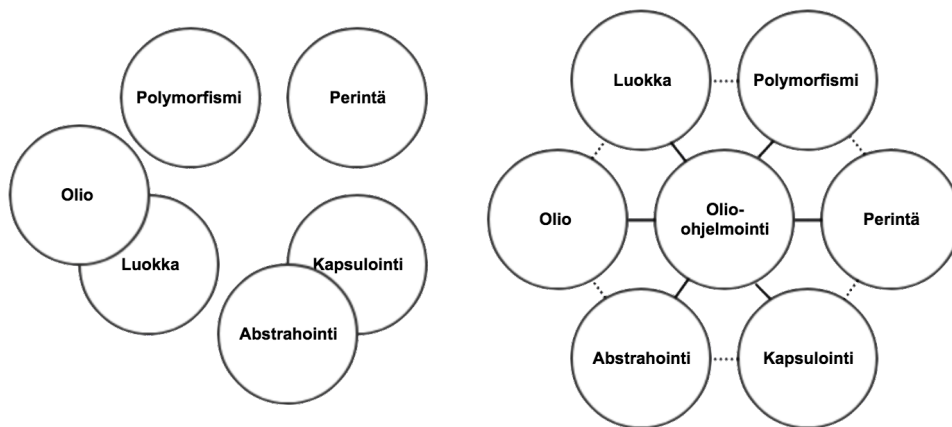 Polymorfismi
Perintä
Olio
Luokka
Kapsulointi
Abstrahointi
Luokka
Polymorfismi
Olio
Olio-
ohjelmointi
Perintä
Abstrahointi
Kapsulointi